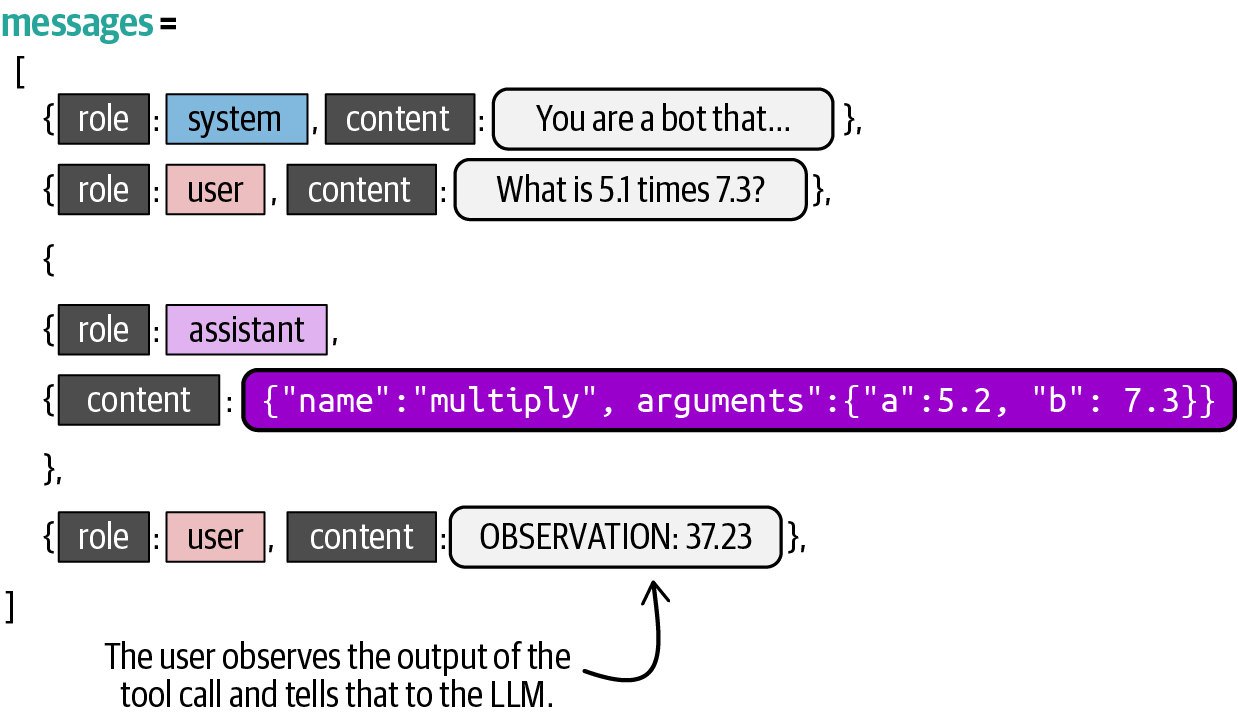 messages =
[
{ role : system , content : You are a bot that... },
{ role : user , content : What is 5.1 times 7.3? },
{
{ role : assistant ,
{ content : {"name":"multiply", arguments":{"a":5.2, "b": 7.3}}
},
{ role : user , content : OBSERVATION: 37.23 },
]
The user observes the output of the
tool call and tells that to the LLM.